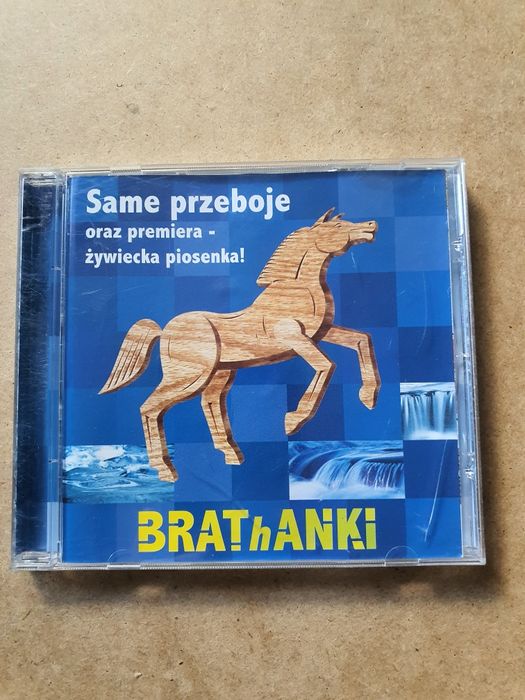 Same przeboje
oraz premiera -
żywiecka piosenka!
BRAThANKi